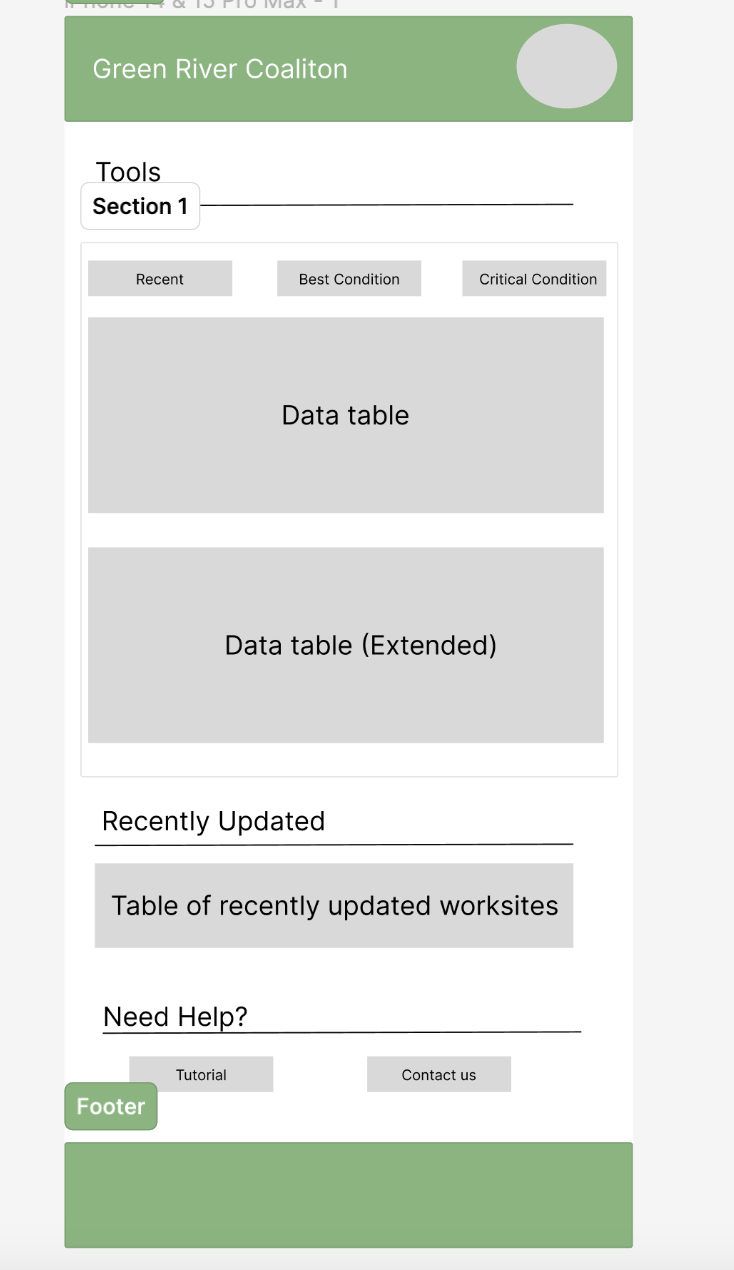 iPhone 14 & 15 Pro Max - 1
Green River Coaliton
Tools
Section 1
Recent
Best Condition
Critical Condition
Data table
Data table (Extended)
Recently Updated
Table of recently updated worksites
Need Help?
Tutorial
Contact us
Footer